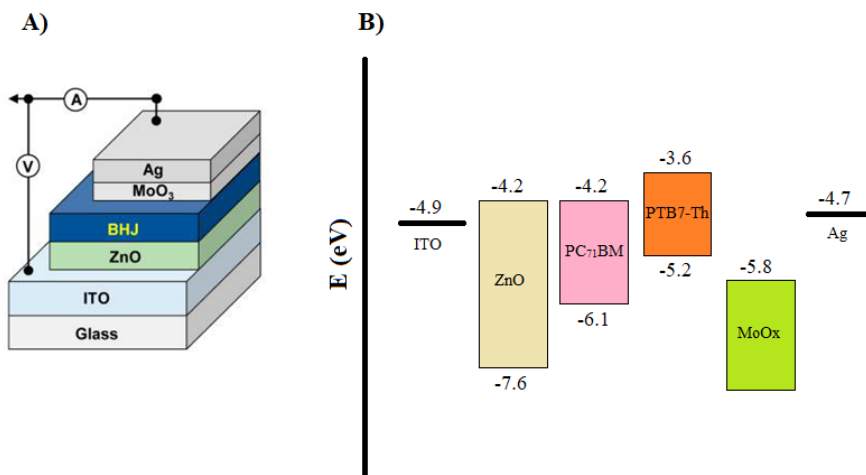 A)
A
V
Ag
MoO₃
BHJ
ZnO
ITO
Glass
B)
E (eV)
-4.9
ITO
-4.2
ZnO
-7.6
-4.2
PC₇₁BM
-6.1
-3.6
PTB7-Th
-5.2
-5.8
MoOx
-4.7
Ag